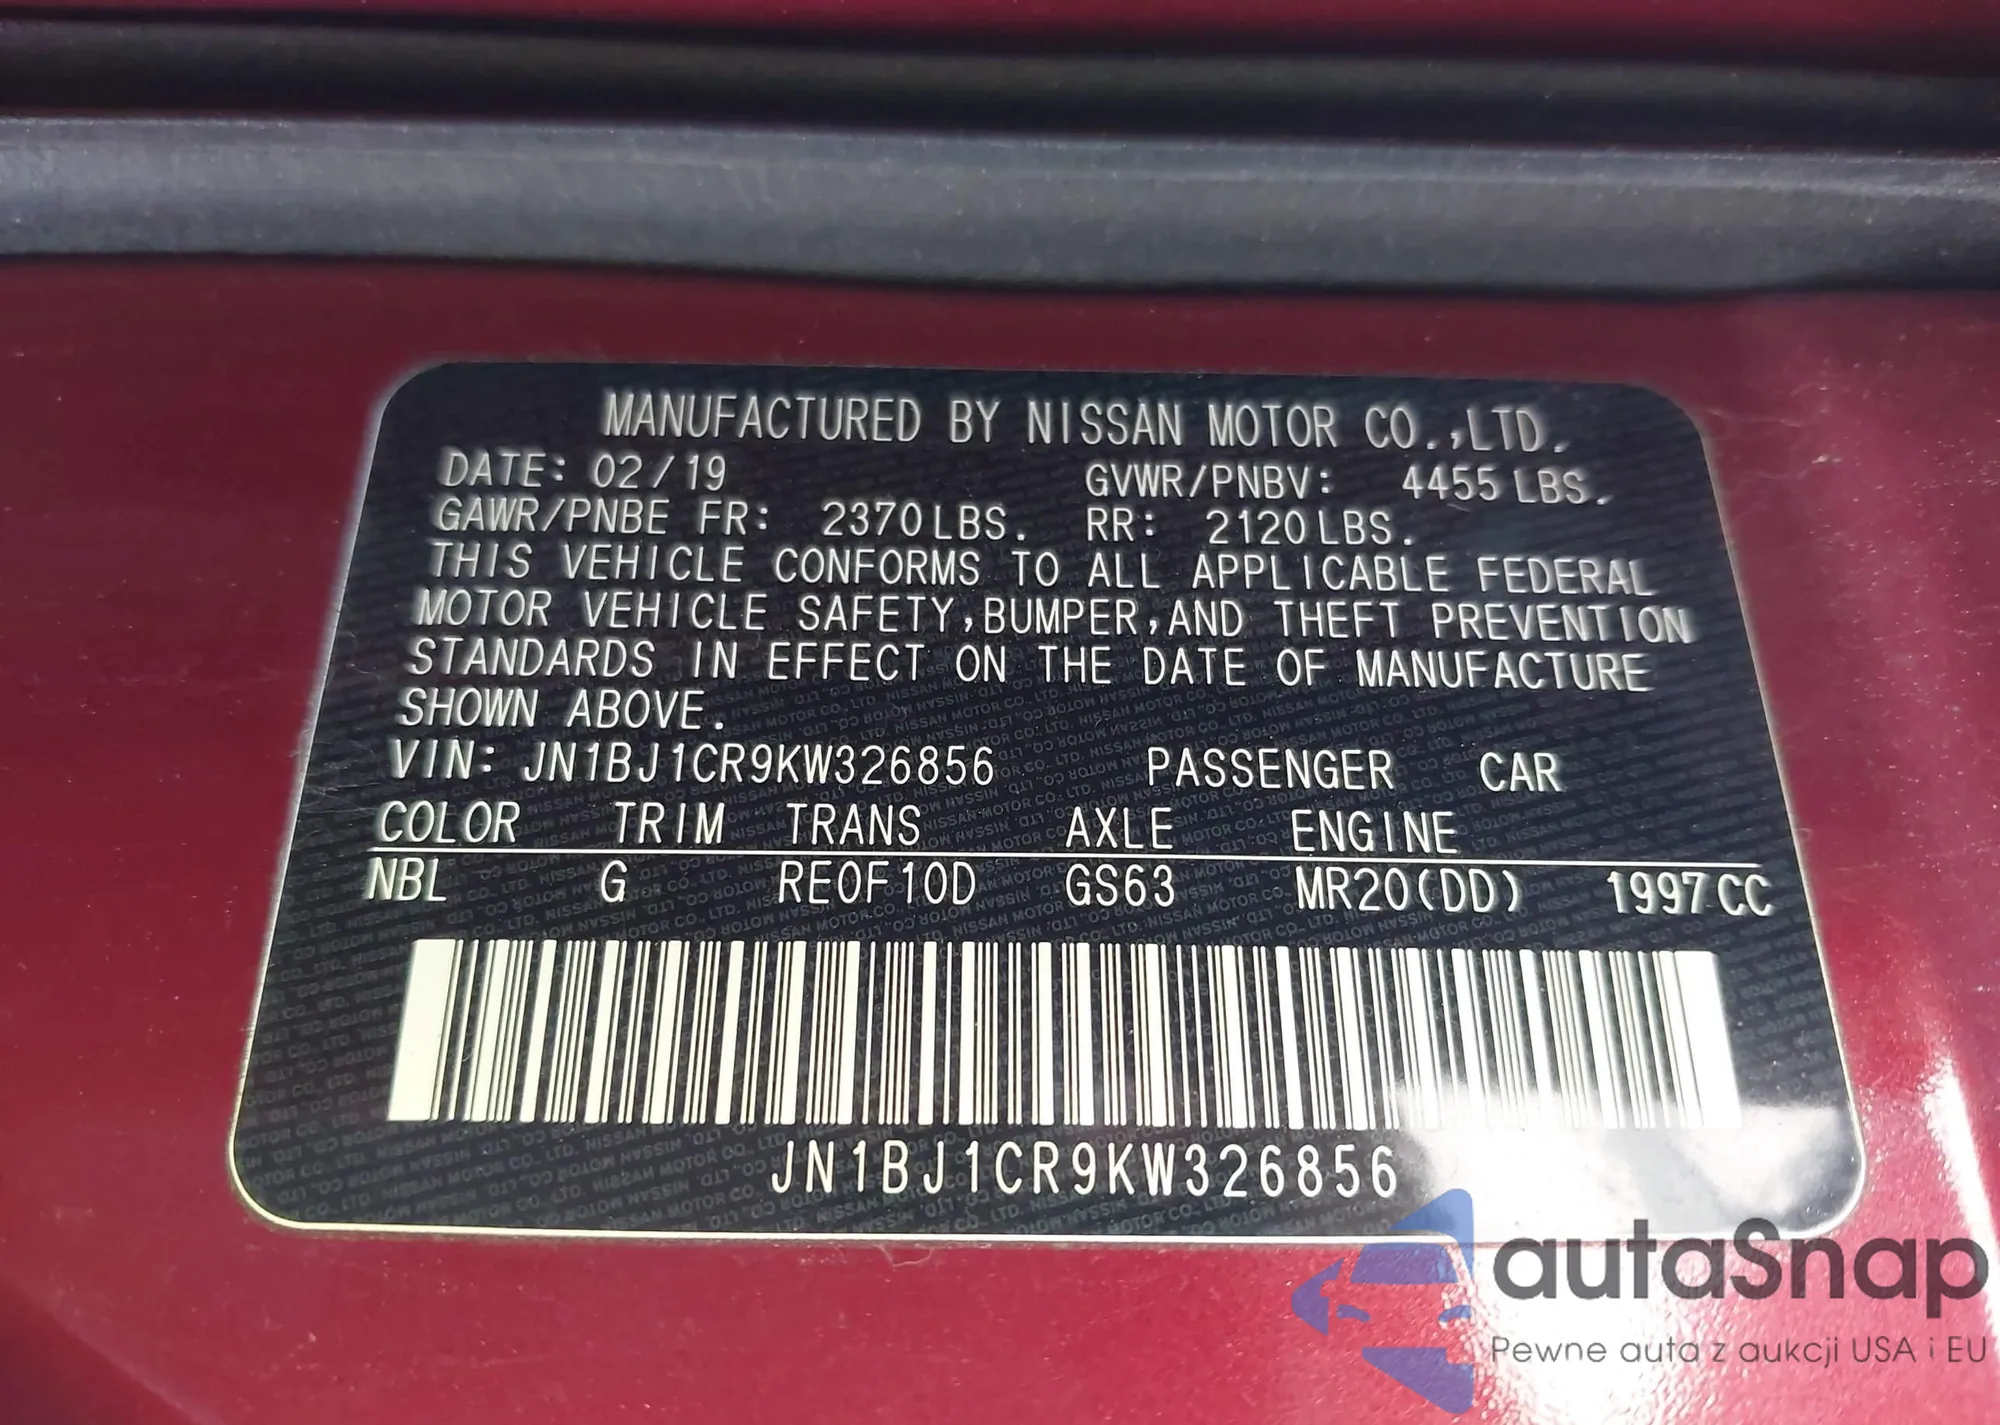 MANUFACTURED BY NISSAN MOTOR CO.,LTD.
DATE: 02/19 GVWR/PNBV: 4455 LBS.
GAWR/PNBE FR: 2370 LBS. RR: 2120 LBS.
THIS VEHICLE CONFORMS TO ALL APPLICABLE FEDERAL
MOTOR VEHICLE SAFETY,BUMPER,AND THEFT PREVENTION
STANDARDS IN EFFECT ON THE DATE OF MANUFACTURE
SHOWN ABOVE.
VIN: JN1BJ1CR9KW326856 PASSENGER CAR
COLOR TRIM TRANS AXLE ENGINE
NBL G RE0F10D GS63 MR20(DD) 1997 CC
JN1BJ1CR9KW326856
autaSnap
Pewne auta z aukcji USA i EU